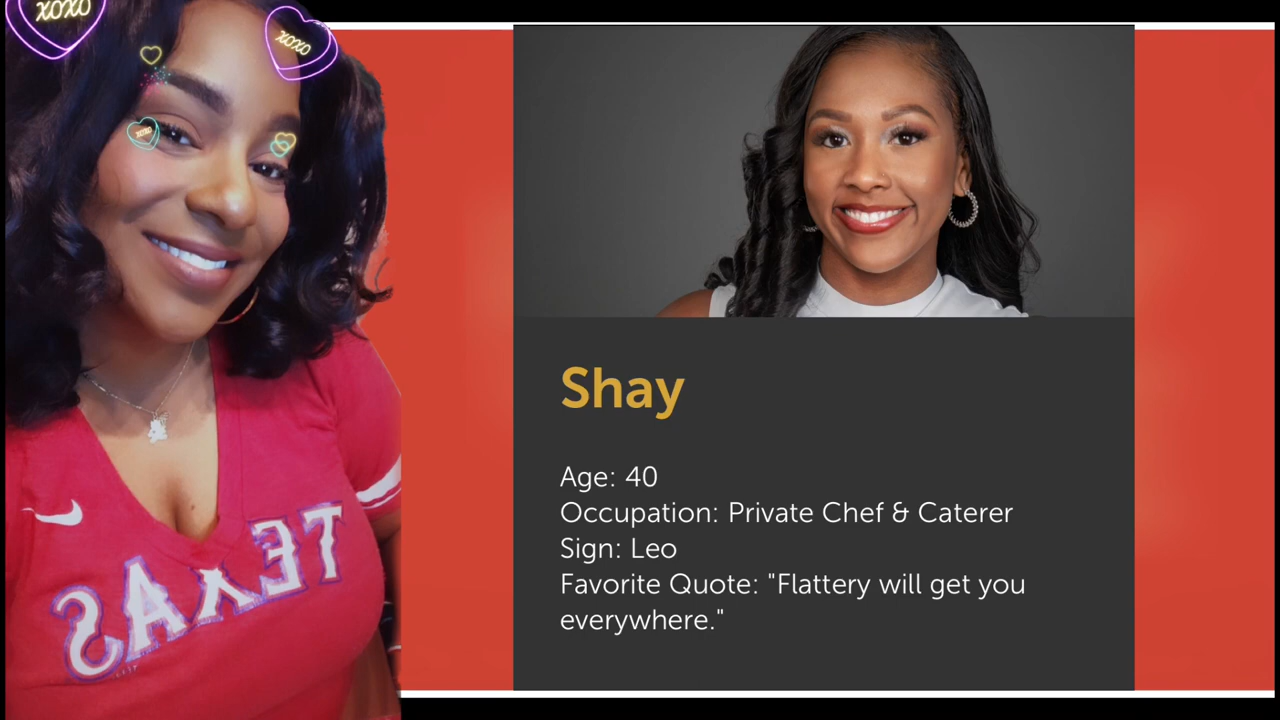 xoxo
xoxo
xoxo
TEXAS
Shay
Age: 40
Occupation: Private Chef & Caterer
Sign: Leo
Favorite Quote: "Flattery will get you
everywhere."